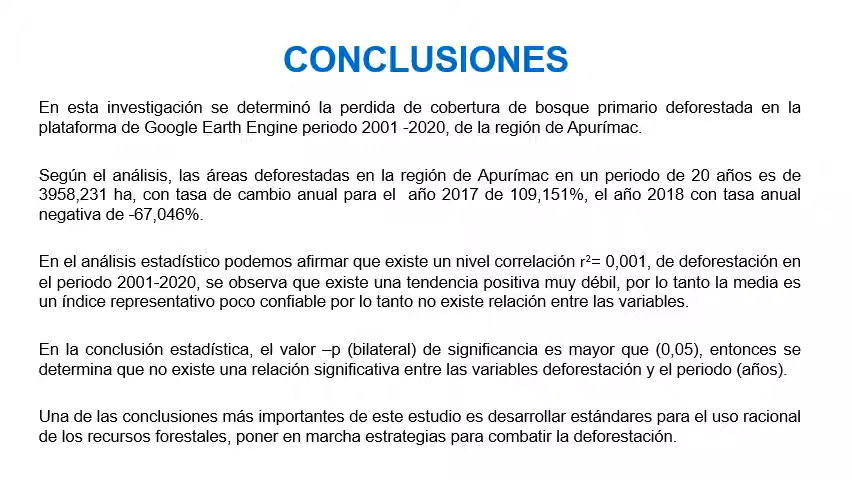 CONCLUSIONES
En esta investigación se determinó la perdida de cobertura de bosque primario deforestada en la
plataforma de Google Earth Engine periodo 2001 -2020, de la región de Apurímac.
Según el análisis, las áreas deforestadas en la región de Apurímac en un periodo de 20 años es de
3958,231 ha, con tasa de cambio anual para el  año 2017 de 109,151%, el año 2018 con tasa anual
negativa de -67,046%.
En el análisis estadístico podemos afirmar que existe un nivel correlación r²= 0,001, de deforestación en
el periodo 2001-2020, se observa que existe una tendencia positiva muy débil, por lo tanto la media es
un índice representativo poco confiable por lo tanto no existe relación entre las variables.
En la conclusión estadística, el valor –p (bilateral) de significancia es mayor que (0,05), entonces se
determina que no existe una relación significativa entre las variables deforestación y el periodo (años).
Una de las conclusiones más importantes de este estudio es desarrollar estándares para el uso racional
de los recursos forestales, poner en marcha estrategias para combatir la deforestación.